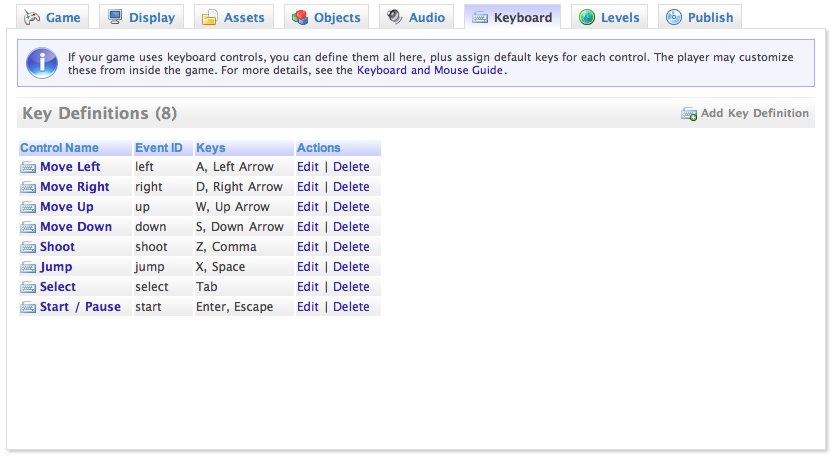 Game Display Assets Objects Audio Keyboard Levels Publish
If your game uses keyboard controls, you can define them all here, plus assign default keys for each control. The player may customize
these from inside the game. For more details, see the Keyboard and Mouse Guide.
Key Definitions (8) Add Key Definition
Control Name Event ID Keys Actions
Move Left left A, Left Arrow Edit | Delete
Move Right right D, Right Arrow Edit | Delete
Move Up up W, Up Arrow Edit | Delete
Move Down down S, Down Arrow Edit | Delete
Shoot shoot Z, Comma Edit | Delete
Jump jump X, Space Edit | Delete
Select select Tab Edit | Delete
Start / Pause start Enter, Escape Edit | Delete